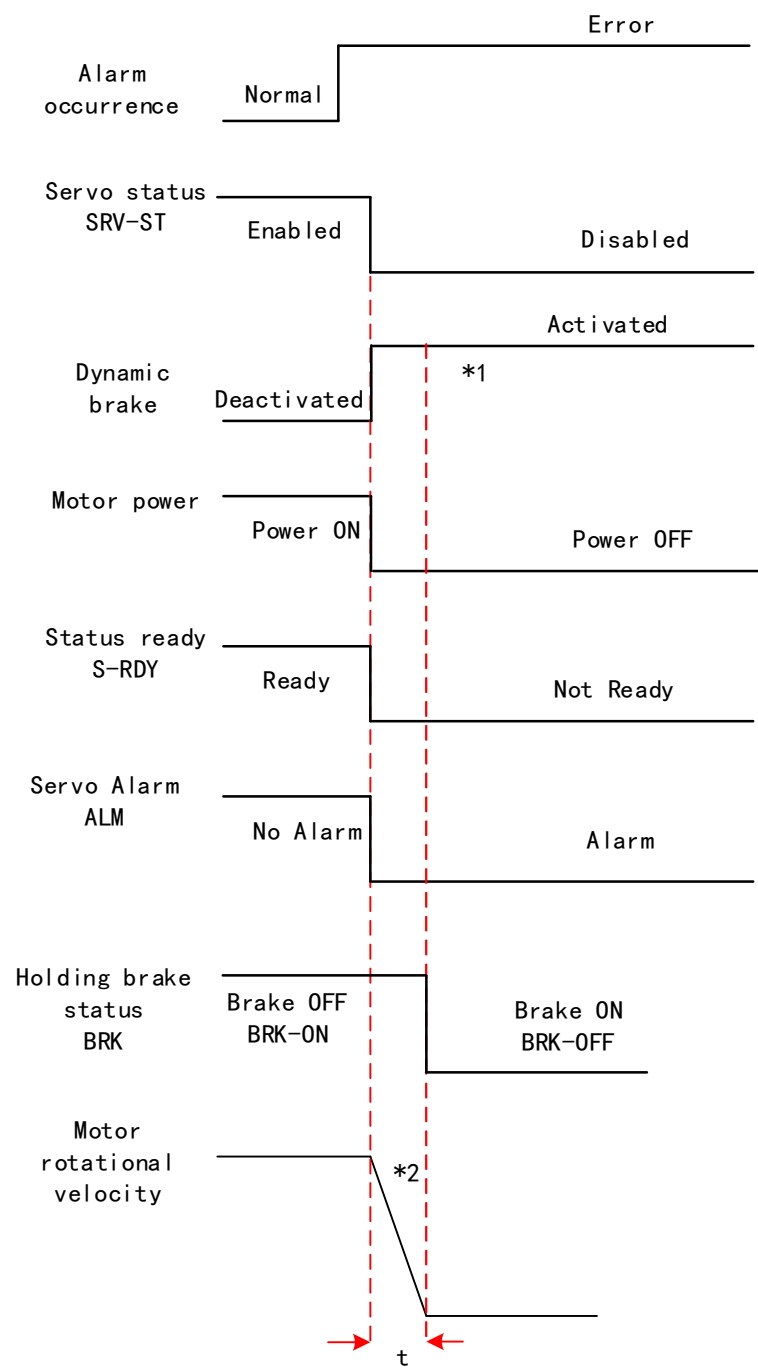 Error
Alarm
occurrence
Normal
Servo status
SRV-ST
Enabled
Disabled
Activated
Dynamic
brake
Deactivated
*1
Motor power
Power ON
Power OFF
Status ready
S-RDY
Ready
Not Ready
Servo Alarm
ALM
No Alarm
Alarm
Holding brake
status
BRK
Brake OFF
BRK-ON
Brake ON
BRK-OFF
Motor
rotational
velocity
*2
t